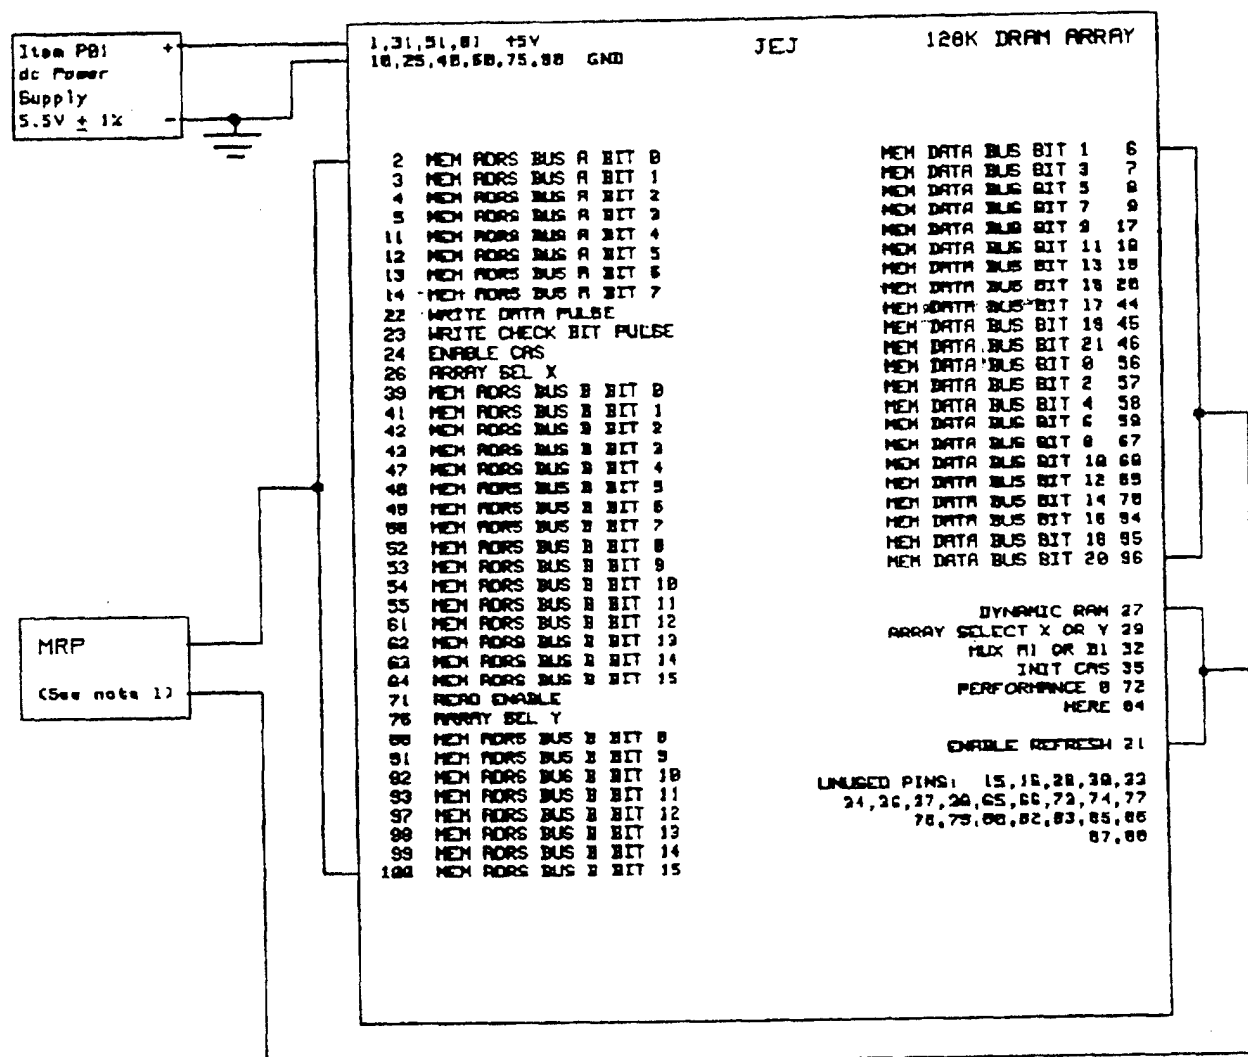 Item PB1
dc Power
Supply
5.5V ± 1%
+
-
1,31,51,81 +5V
10,25,40,60,75,90 GND
JEJ
128K DRAM ARRAY
2 MEM ADRS BUS A BIT 0
3 MEM ADRS BUS A BIT 1
4 MEM ADRS BUS A BIT 2
5 MEM ADRS BUS A BIT 3
11 MEM ADRS BUS A BIT 4
12 MEM ADRS BUS A BIT 5
13 MEM ADRS BUS A BIT 6
14 MEM ADRS BUS A BIT 7
22 WRITE DATA PULSE
23 WRITE CHECK BIT PULSE
24 ENABLE CAS
26 ARRAY SEL X
39 MEM ADRS BUS B BIT 0
41 MEM ADRS BUS B BIT 1
42 MEM ADRS BUS B BIT 2
43 MEM ADRS BUS B BIT 3
47 MEM ADRS BUS B BIT 4
48 MEM ADRS BUS B BIT 5
49 MEM ADRS BUS B BIT 6
50 MEM ADRS BUS B BIT 7
52 MEM ADRS BUS B BIT 8
53 MEM ADRS BUS B BIT 9
54 MEM ADRS BUS B BIT 10
55 MEM ADRS BUS B BIT 11
61 MEM ADRS BUS B BIT 12
62 MEM ADRS BUS B BIT 13
63 MEM ADRS BUS B BIT 14
64 MEM ADRS BUS B BIT 15
71 READ ENABLE
76 ARRAY SEL Y
MEM ADRS BUS B BIT 8
91 MEM ADRS BUS B BIT 9
92 MEM ADRS BUS B BIT 10
93 MEM ADRS BUS B BIT 11
97 MEM ADRS BUS B BIT 12
98 MEM ADRS BUS B BIT 13
99 MEM ADRS BUS B BIT 14
100 MEM ADRS BUS B BIT 15
MEM DATA BUS BIT 1 6
MEM DATA BUS BIT 3 7
MEM DATA BUS BIT 5 8
MEM DATA BUS BIT 7 9
MEM DATA BUS BIT 9 17
MEM DATA BUS BIT 11 18
MEM DATA BUS BIT 13 19
MEM DATA BUS BIT 15 20
MEM DATA BUS BIT 17 44
MEM DATA BUS BIT 19 45
MEM DATA BUS BIT 21 46
MEM DATA BUS BIT 0 56
MEM DATA BUS BIT 2 57
MEM DATA BUS BIT 4 58
MEM DATA BUS BIT 6 59
MEM DATA BUS BIT 8 67
MEM DATA BUS BIT 10 68
MEM DATA BUS BIT 12 69
MEM DATA BUS BIT 14 70
MEM DATA BUS BIT 16 94
MEM DATA BUS BIT 18 95
MEM DATA BUS BIT 20 96
DYNAMIC RAM 27
ARRAY SELECT X OR Y 29
MUX A1 OR B1 32
INIT CAS 35
PERFORMANCE 0 72
HERE 84
ENABLE REFRESH 21
UNUSED PINS: 15,16,28,30,33
34,36,37,38,65,66,73,74,77
78,79,80,82,83,85,86
87,88
MRP
(See note 1)